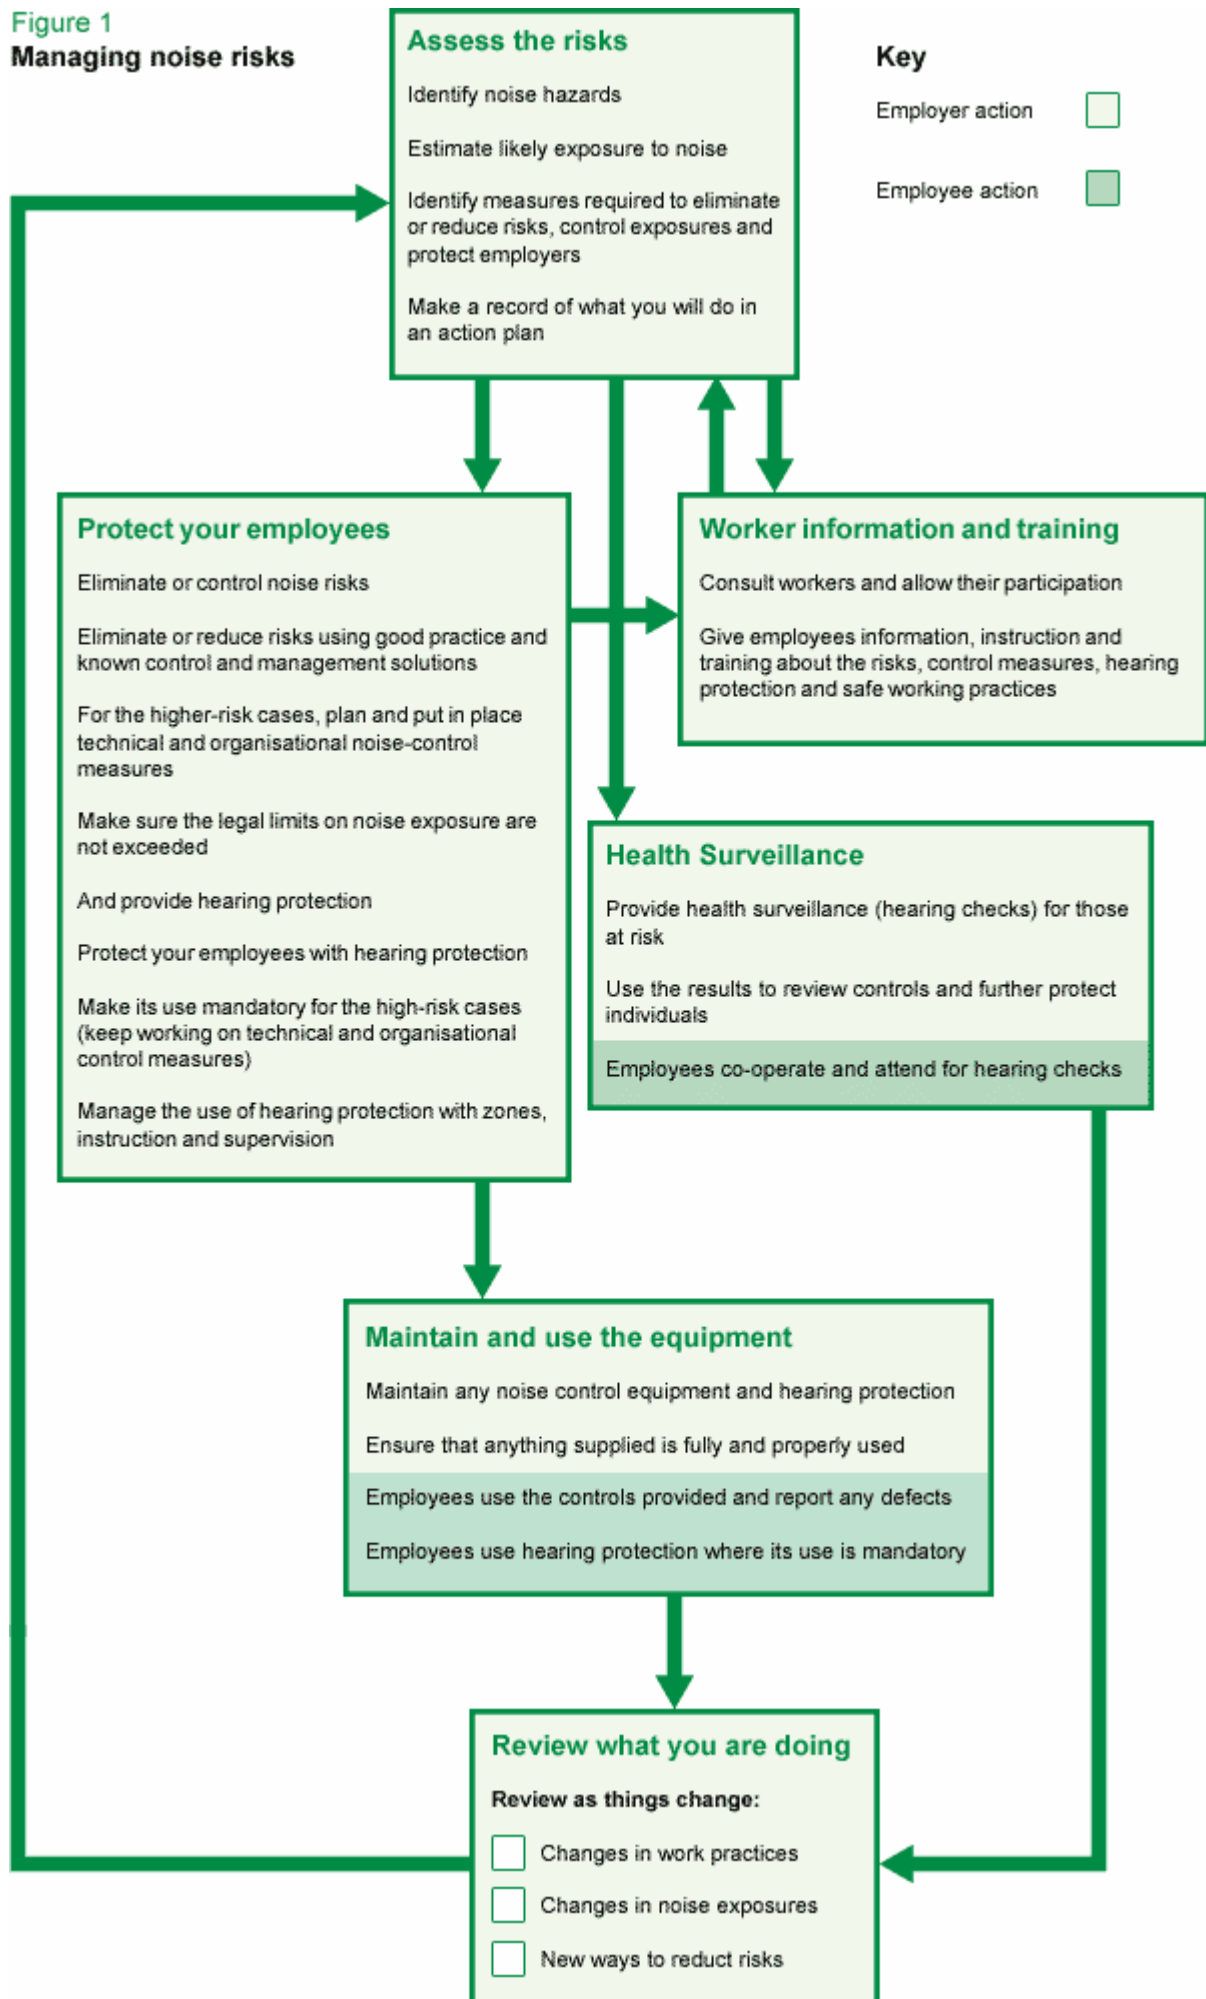 Figure 1
Managing noise risks
Assess the risks
Identify noise hazards
Estimate likely exposure to noise
Identify measures required to eliminate
or reduce risks, control exposures and
protect employers
Make a record of what you will do in
an action plan
Key
Employer action
Employee action
Protect your employees
Eliminate or control noise risks
Eliminate or reduce risks using good practice and
known control and management solutions
For the higher-risk cases, plan and put in place
technical and organisational noise-control
measures
Make sure the legal limits on noise exposure are
not exceeded
And provide hearing protection
Protect your employees with hearing protection
Make its use mandatory for the high-risk cases
(keep working on technical and organisational
control measures)
Manage the use of hearing protection with zones,
instruction and supervision
Worker information and training
Consult workers and allow their participation
Give employees information, instruction and
training about the risks, control measures, hearing
protection and safe working practices
Health Surveillance
Provide health surveillance (hearing checks) for those
at risk
Use the results to review controls and further protect
individuals
Employees co-operate and attend for hearing checks
Maintain and use the equipment
Maintain any noise control equipment and hearing protection
Ensure that anything supplied is fully and properly used
Employees use the controls provided and report any defects
Employees use hearing protection where its use is mandatory
Review what you are doing
Review as things change:
Changes in work practices
Changes in noise exposures
New ways to reduct risks